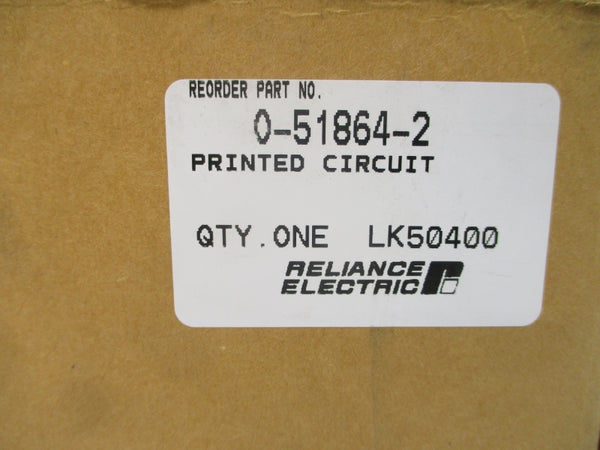 REORDER PART NO.
0-51864-2
PRINTED CIRCUIT
QTY.ONE LK50400
RELIANCE
ELECTRIC